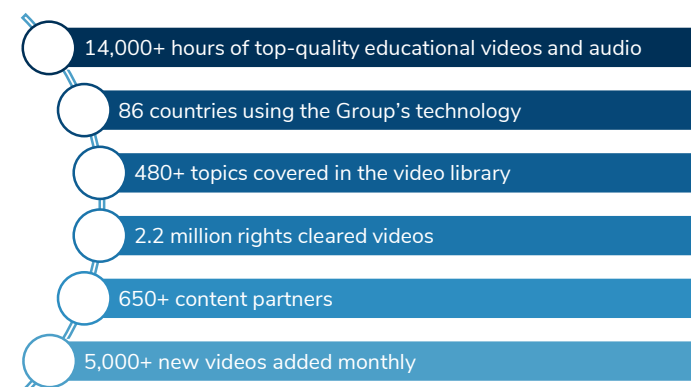 14,000+ hours of top-quality educational videos and audio
86 countries using the Group’s technology
480+ topics covered in the video library
2.2 million rights cleared videos
650+ content partners
5,000+ new videos added monthly